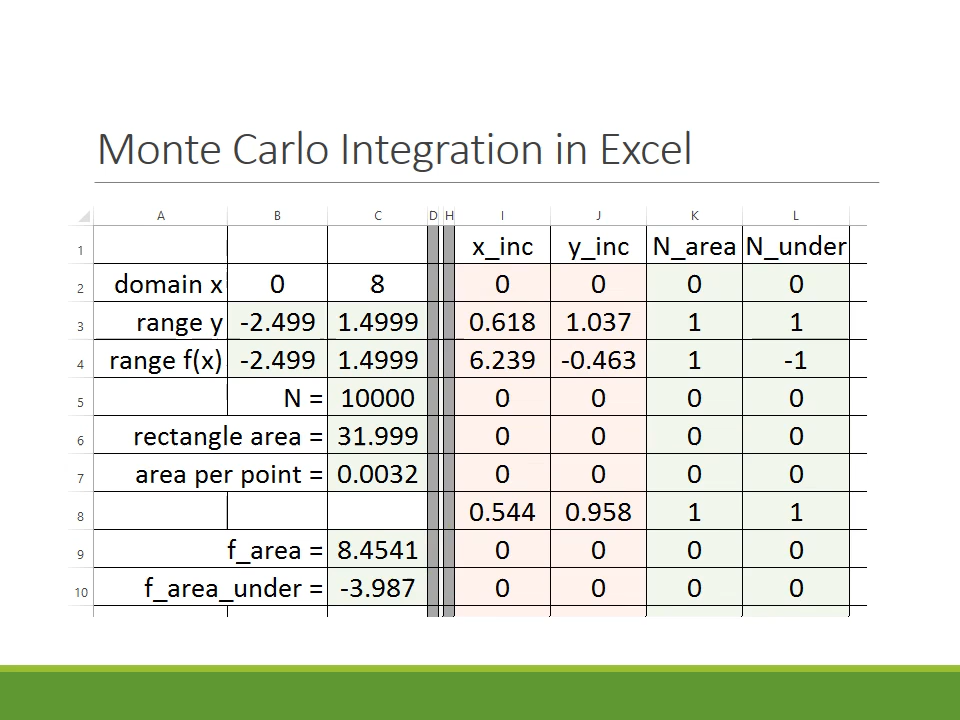 Monte Carlo Integration in Excel
A B C D H I J K L
1 x_inc y_inc N_area N_under
2 domain x 0 8 0 0 0 0
3 range y -2.499 1.4999 0.618 1.037 1 1
4 range f(x) -2.499 1.4999 6.239 -0.463 1 -1
5 N = 10000 0 0 0 0
6 rectangle area = 31.999 0 0 0 0
7 area per point = 0.0032 0 0 0 0
8 0.544 0.958 1 1
9 f_area = 8.4541 0 0 0 0
10 f_area_under = -3.987 0 0 0 0